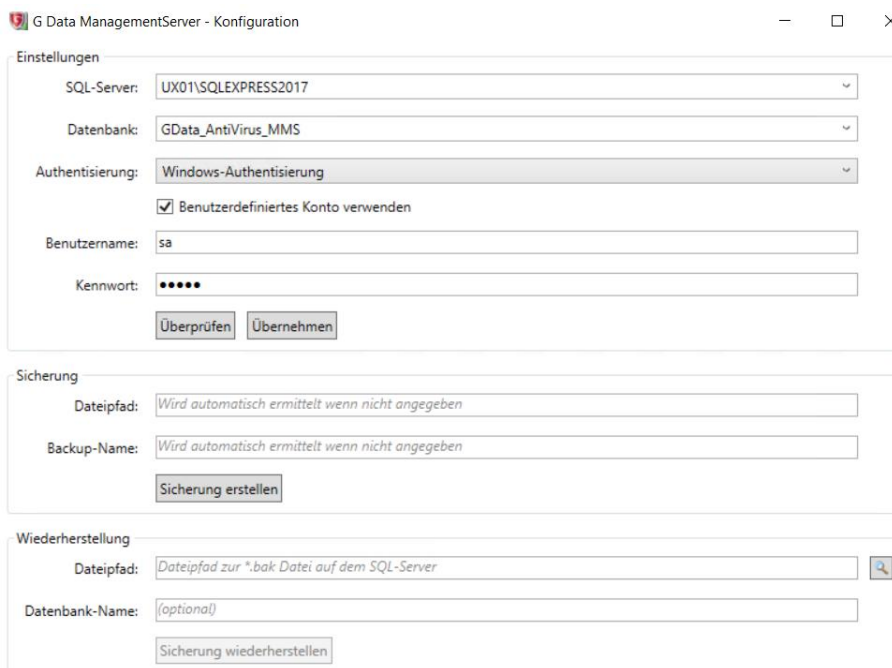 G Data ManagementServer - Konfiguration
Einstellungen
SQL-Server: UX01\SQLEXPRESS2017
Datenbank: GData_AntiVirus_MMS
Authentisierung: Windows-Authentisierung
Benutzerdefiniertes Konto verwenden
Benutzername: sa
Kennwort: •••••
Überprüfen Übernehmen
Sicherung
Dateipfad: Wird automatisch ermittelt wenn nicht angegeben
Backup-Name: Wird automatisch ermittelt wenn nicht angegeben
Sicherung erstellen
Wiederherstellung
Dateipfad: Dateipfad zur *.bak Datei auf dem SQL-Server
Datenbank-Name: (optional)
Sicherung wiederherstellen